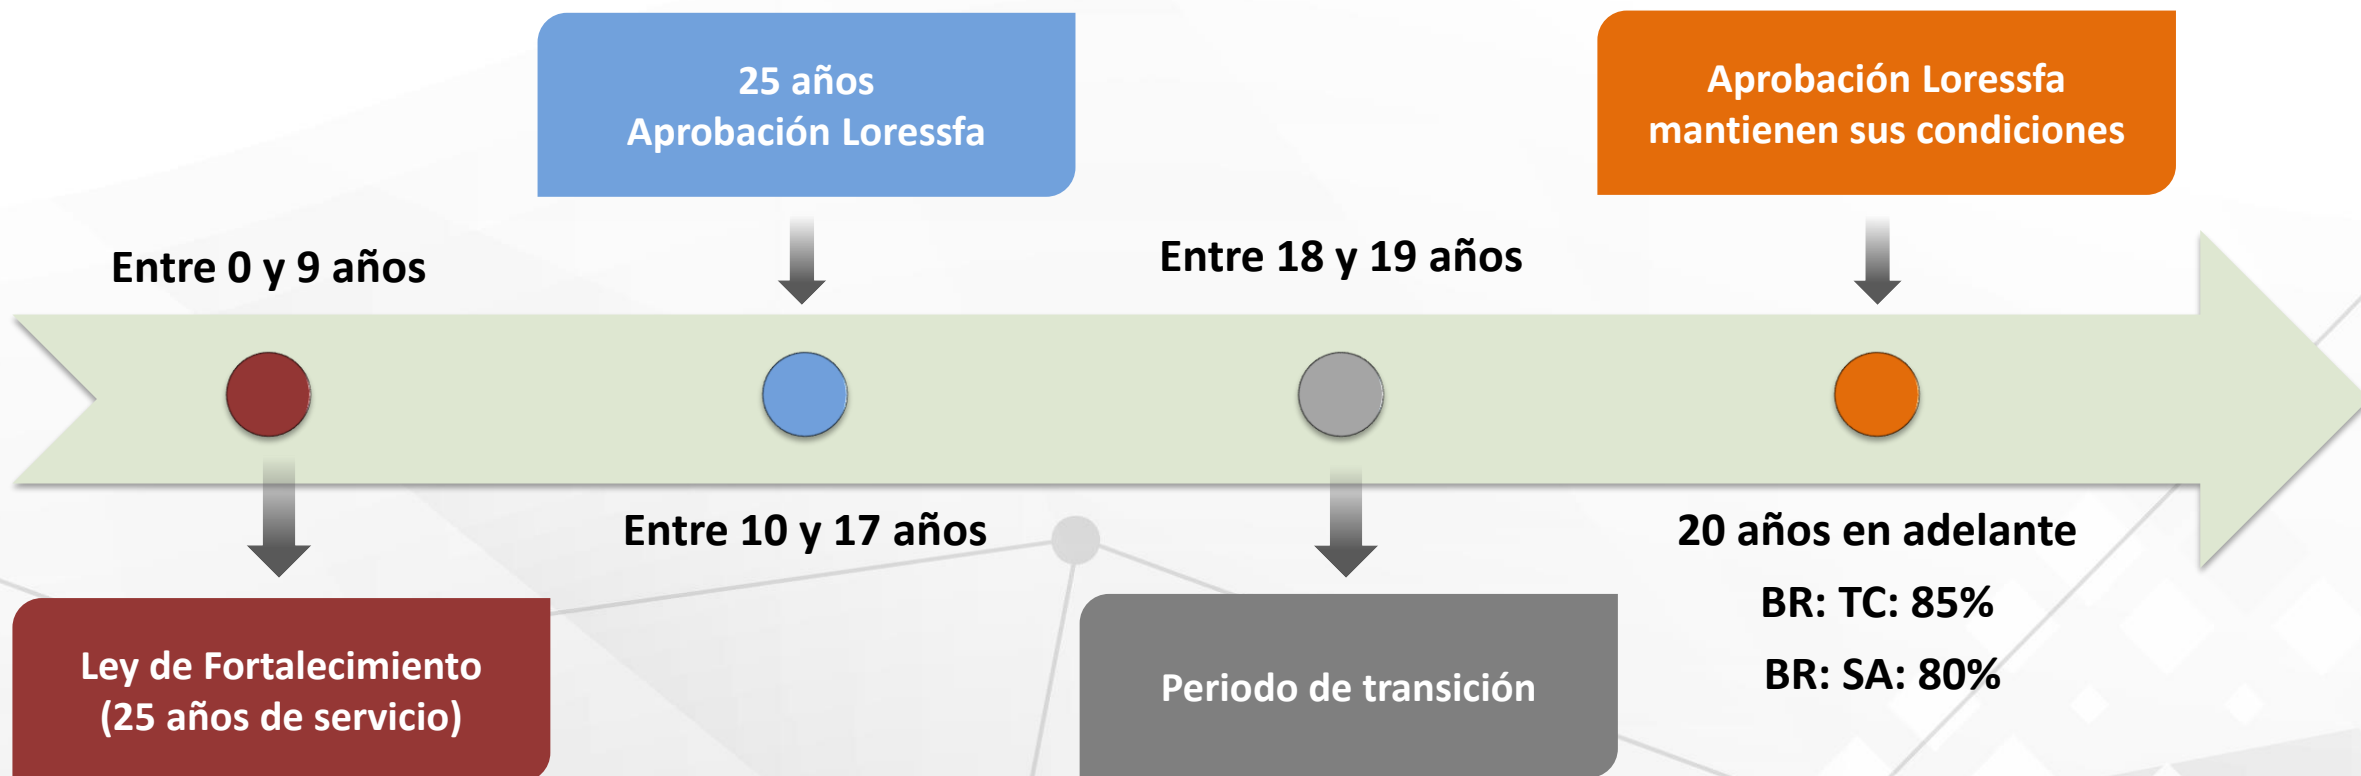 25 años
Aprobación Loressfa
Aprobación Loressfa
mantienen sus condiciones
Entre 0 y 9 años
Entre 18 y 19 años
Entre 10 y 17 años
20 años en adelante
BR: TC: 85%
BR: SA: 80%
Ley de Fortalecimiento
(25 años de servicio)
Periodo de transición